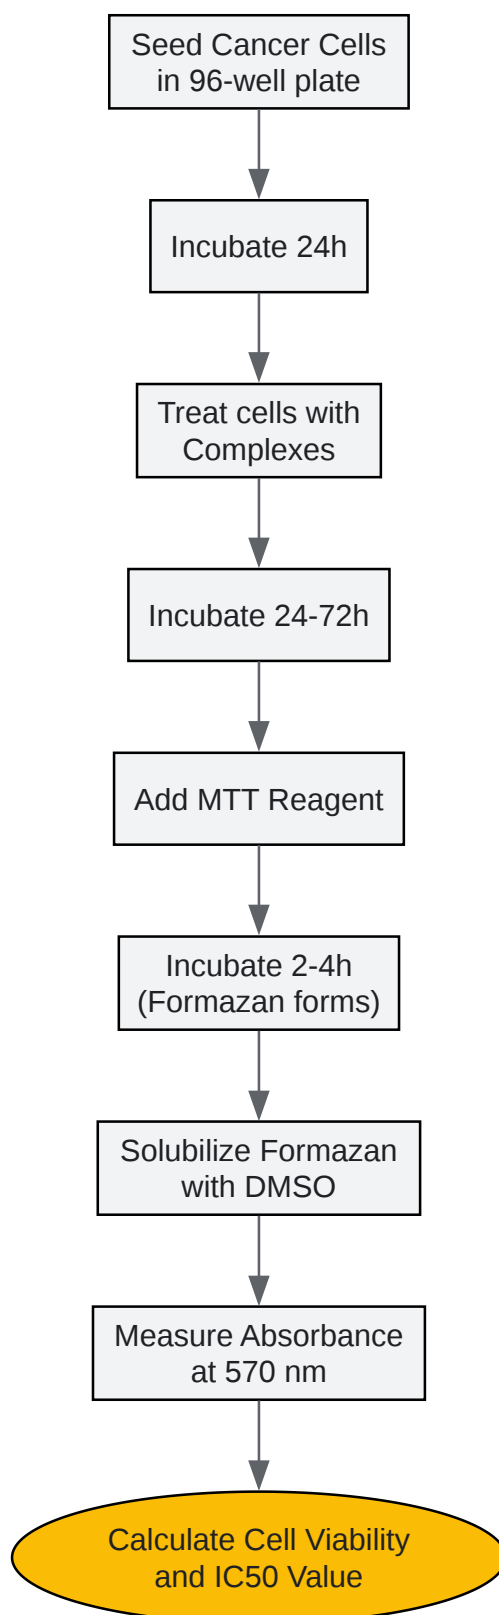 Seed Cancer Cells
in 96-well plate
Incubate 24h
Treat cells with
Complexes
Incubate 24-72h
Add MTT Reagent
Incubate 2-4h
(Formazan forms)
Solubilize Formazan
with DMSO
Measure Absorbance
at 570 nm
Calculate Cell Viability
and IC50 Value